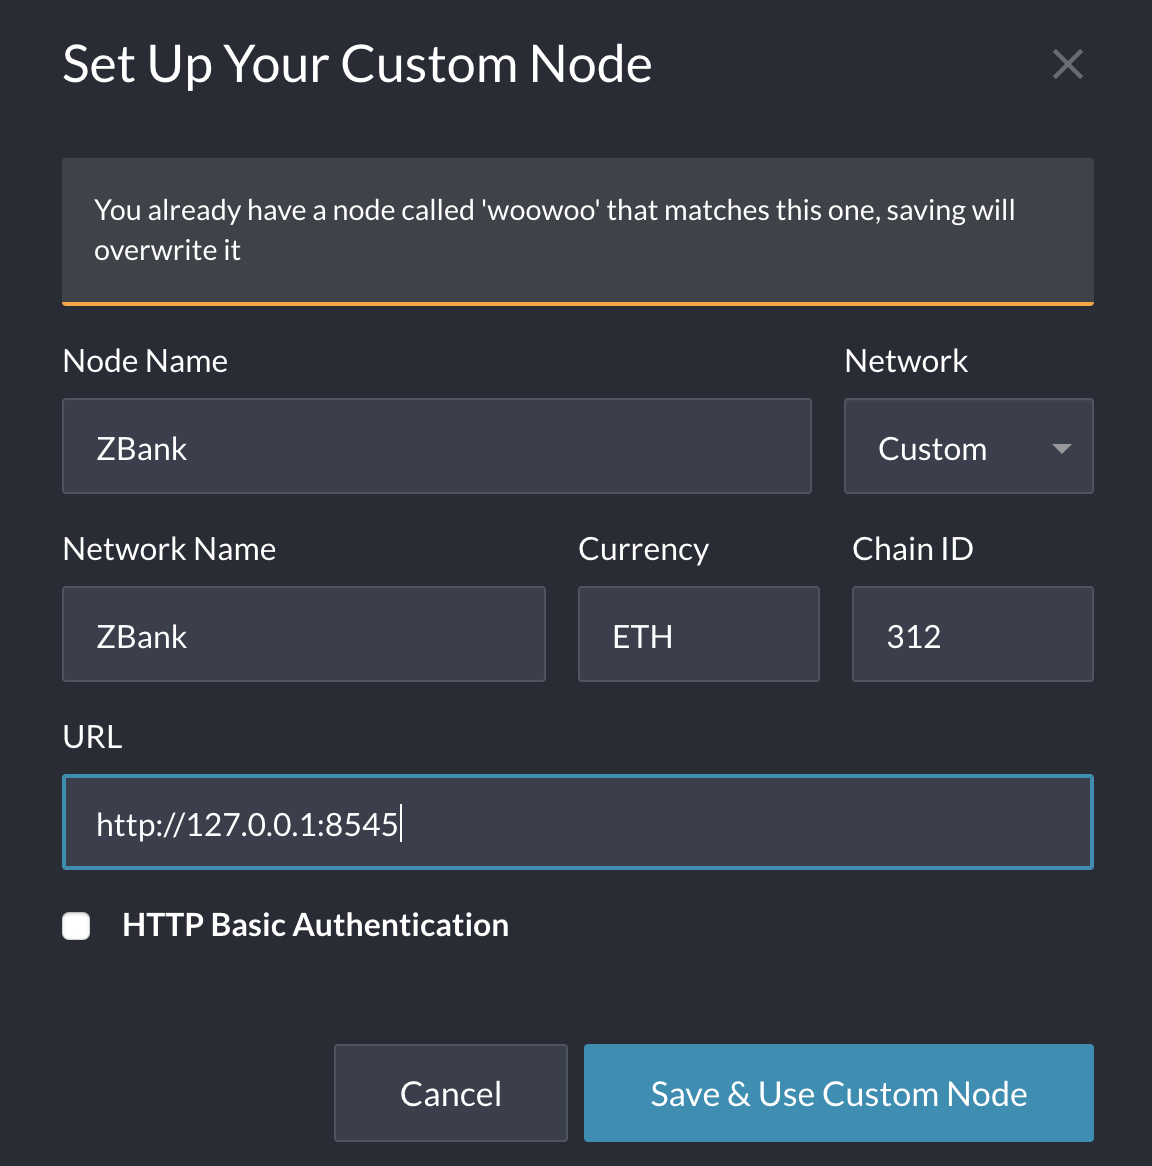 Set Up Your Custom Node
You already have a node called 'woowoo' that matches this one, saving will
overwrite it
Node Name
Network
ZBank
Custom
Network Name
Currency
Chain ID
ZBank
ETH
312
URL
http://127.0.0.1:8545
HTTP Basic Authentication
Cancel
Save & Use Custom Node